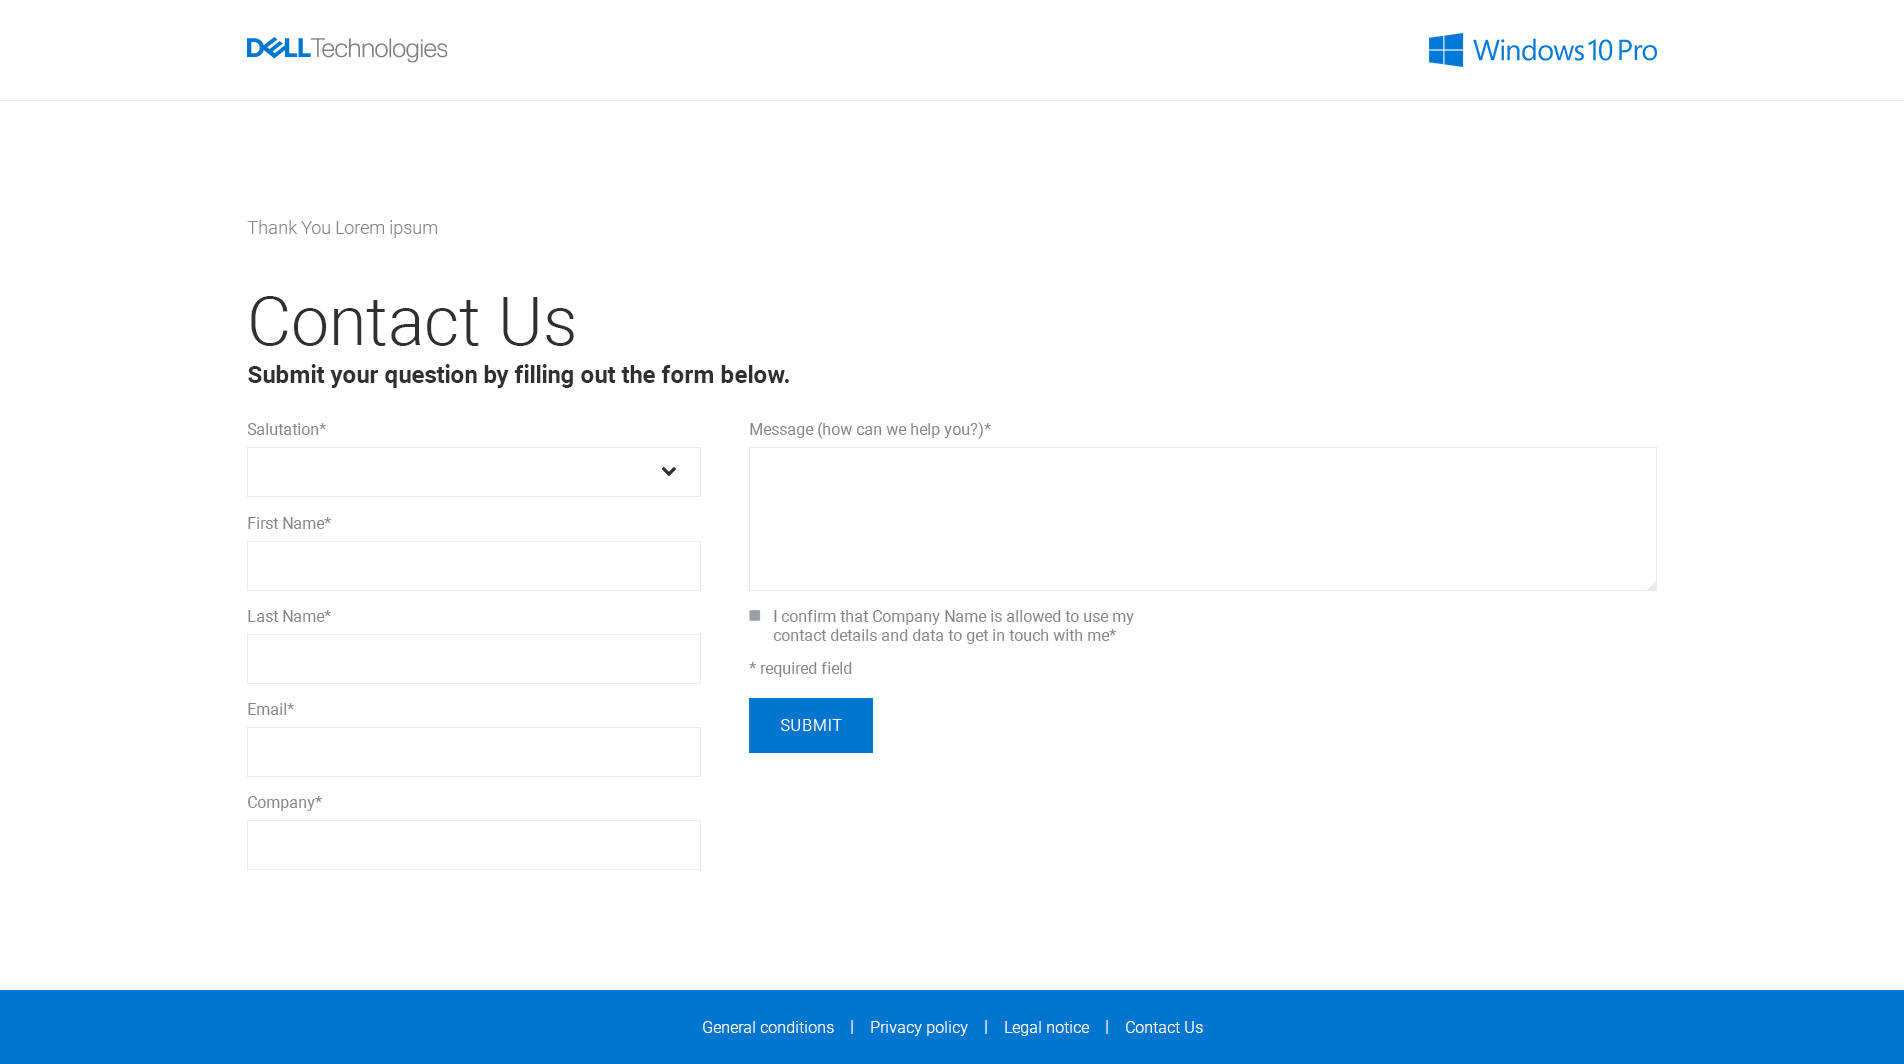 DELLTechnologies
Windows 10 Pro
Thank You Lorem ipsum
Contact Us
Submit your question by filling out the form below.
Salutation*
First Name*
Last Name*
Email*
Company*
Message (how can we help you?)*
I confirm that Company Name is allowed to use my
contact details and data to get in touch with me*
* required field
SUBMIT
General conditions | Privacy policy | Legal notice | Contact Us